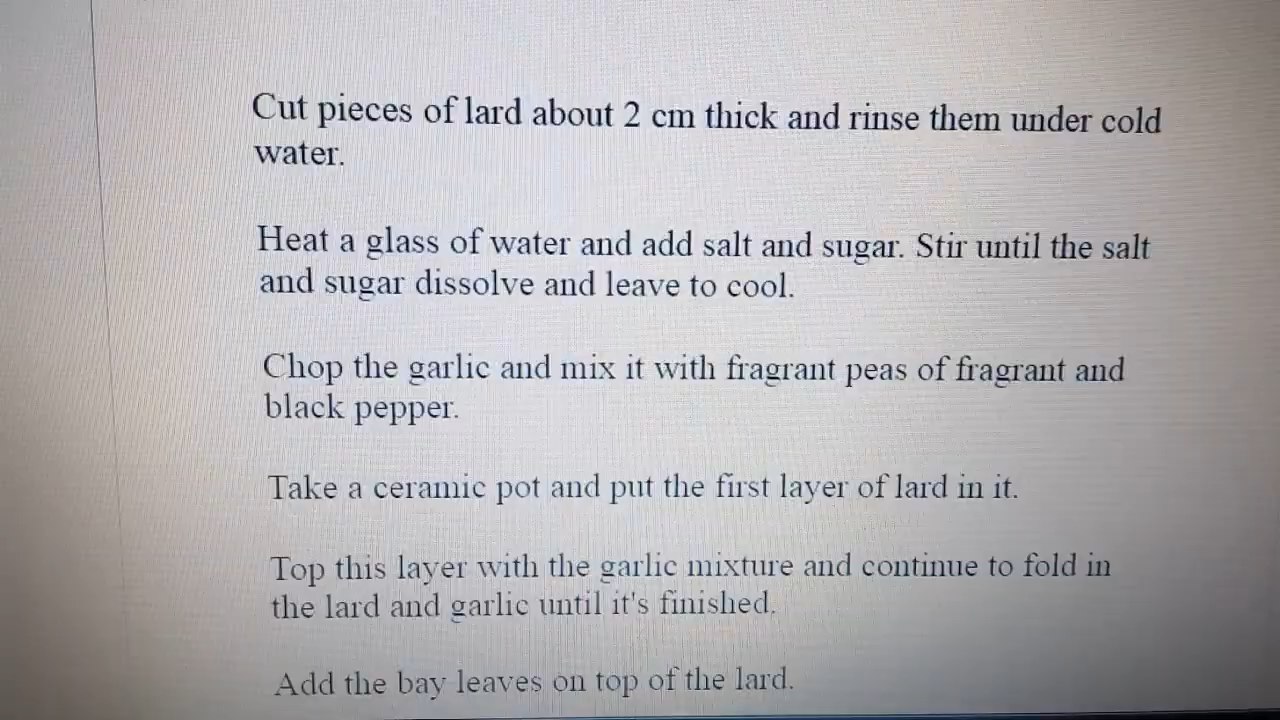 Cut pieces of lard about 2 cm thick and rinse them under cold
water.
Heat a glass of water and add salt and sugar. Stir until the salt
and sugar dissolve and leave to cool.
Chop the garlic and mix it with fragrant peas of fragrant and
black pepper.
Take a ceramic pot and put the first layer of lard in it.
Top this layer with the garlic mixture and continue to fold in
the lard and garlic until it's finished.
Add the bay leaves on top of the lard.